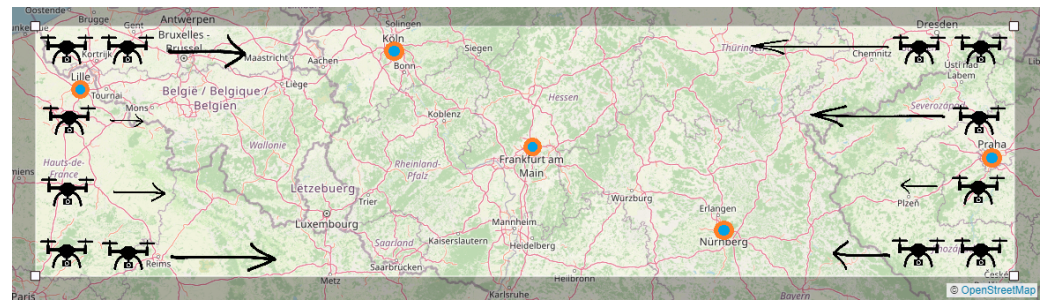 Oostende
Brugge
Gent
Antwerpen
Solingen
Dresden
Bruxelles -
Brussel
Kortrijk
Maastricht
Aachen
Köln
Bonn
Siegen
Thüringen
Chemnitz
Ústí nad
Labem
Lille
Tournai
Mons
België / Belgique /
Belgien
Liège
Hessen
Severozápad
Koblenz
Wallonie
Praha
Hauts-de-
France
Rheinland-
Pfalz
Frankfurt am
Main
Lëtzebuerg
Trier
Luxembourg
Würzburg
Erlangen
Nürnberg
Plzeň
Mannheim
Saarland
Kaiserslautern
Heidelberg
Reims
Saarbrücken
Metz
Heilbronn
České
Paris
Karlsruhe
Bayern
© OpenStreetMap